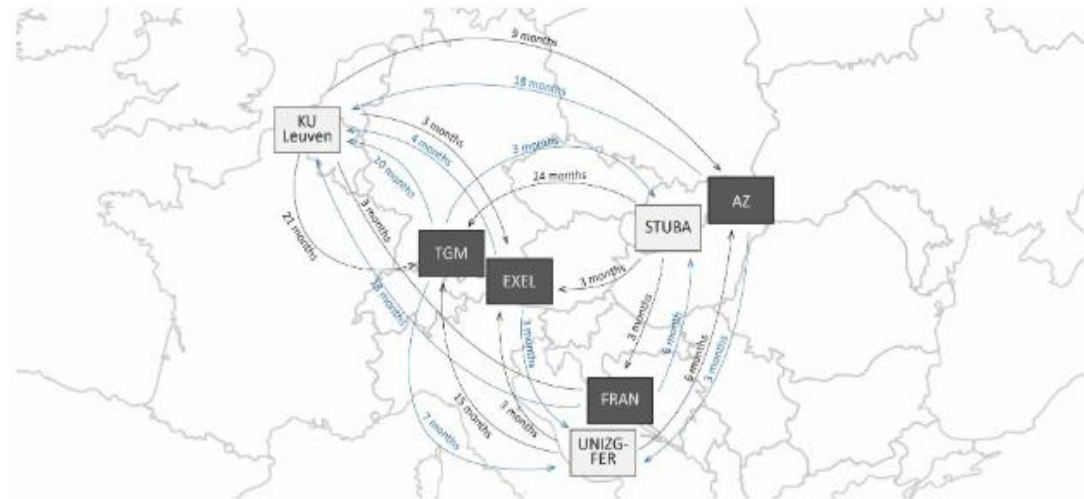 9 months
18 months
KU
Leuven
3 months
4 months
3 months
10 months
24 months
3 months
AZ
STUBA
21 months
TGM
EXEL
3 months
18 months
3 months
3 months
6 months
6 months
3 months
FRAN
15 months
3 months
7 months
UNIZG-
FER